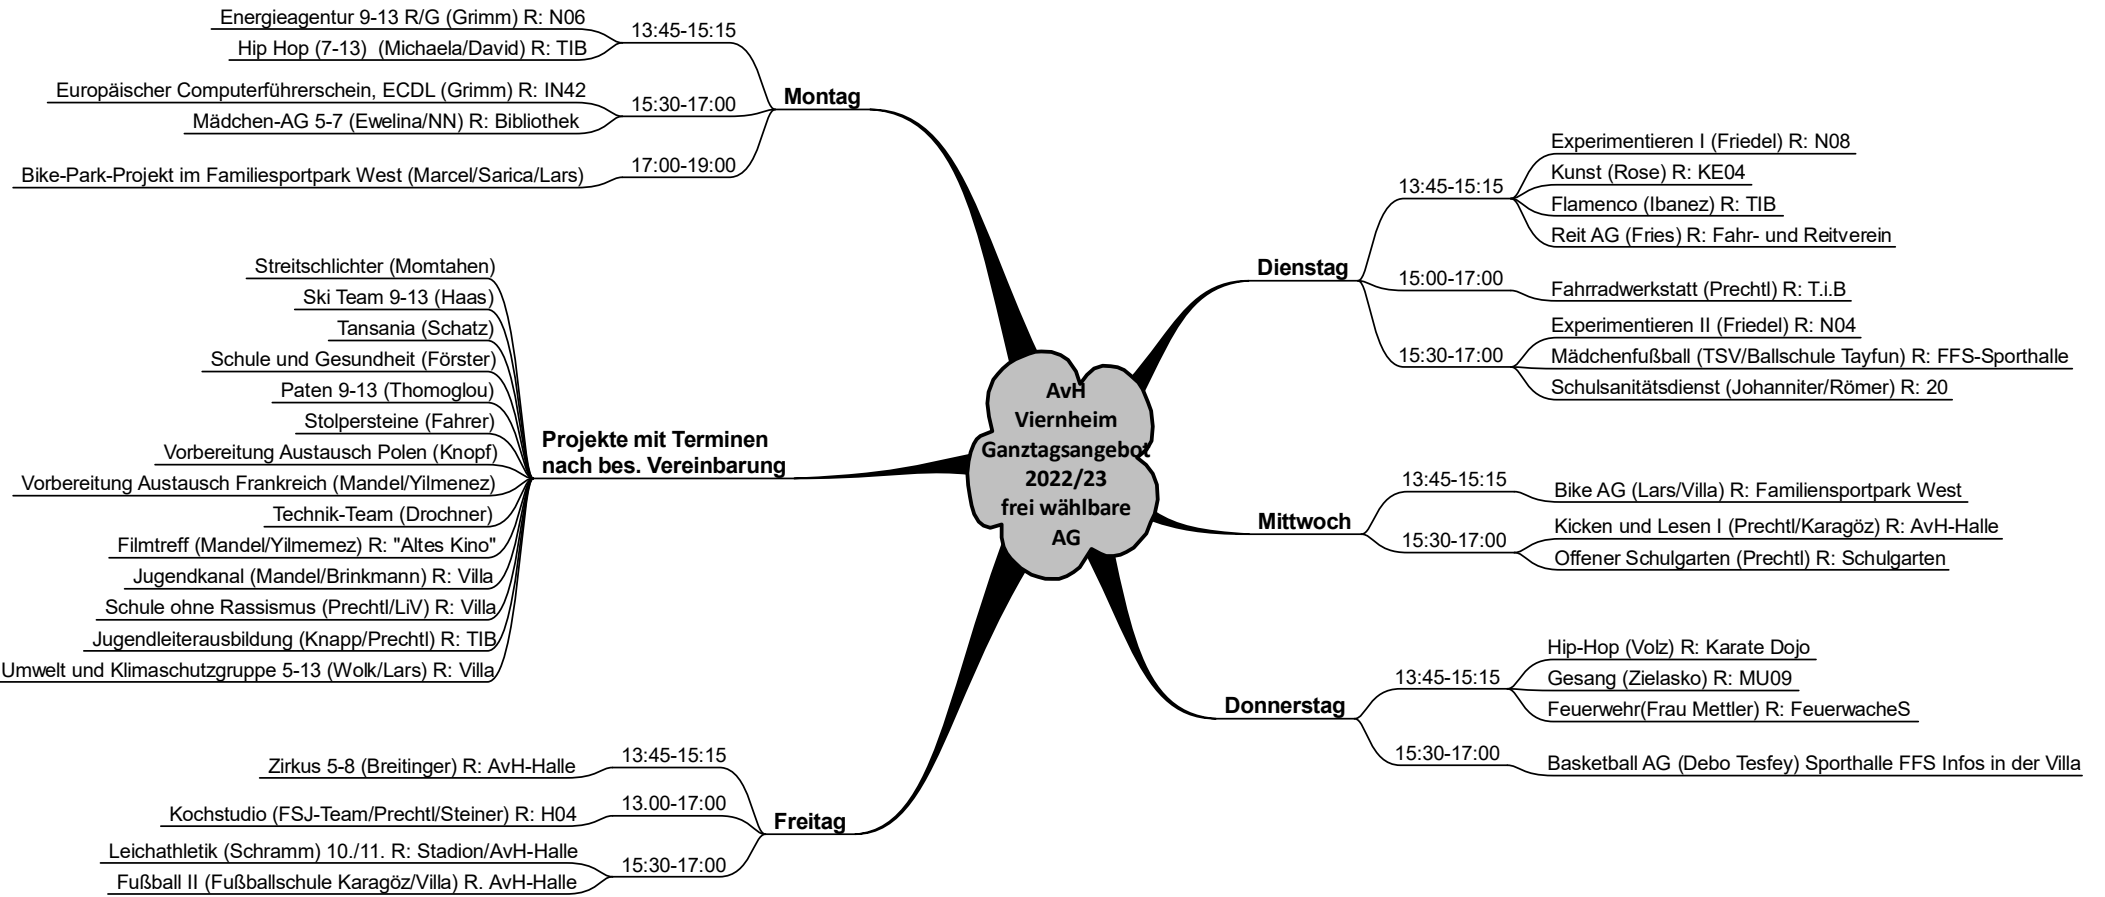 AvH
Viernheim
Ganztagsangebot
2022/23
frei wählbare
AG
Montag
13:45-15:15
Energieagentur 9-13 R/G (Grimm) R: N06
Hip Hop (7-13)  (Michaela/David) R: TIB
15:30-17:00
Europäischer Computerführerschein, ECDL (Grimm) R: IN42
Mädchen-AG 5-7 (Ewelina/NN) R: Bibliothek
17:00-19:00
Bike-Park-Projekt im Familiesportpark West (Marcel/Sarica/Lars)
Dienstag
13:45-15:15
Experimentieren I (Friedel) R: N08
Kunst (Rose) R: KE04
Flamenco (Ibanez) R: TIB
Reit AG (Fries) R: Fahr- und Reitverein
15:00-17:00
Fahrradwerkstatt (Prechtl) R: T.i.B
15:30-17:00
Experimentieren II (Friedel) R: N04
Mädchenfußball (TSV/Ballschule Tayfun) R: FFS-Sporthalle
Schulsanitätsdienst (Johanniter/Römer) R: 20
Mittwoch
13:45-15:15
Bike AG (Lars/Villa) R: Familiensportpark West
15:30-17:00
Kicken und Lesen I (Prechtl/Karagöz) R: AvH-Halle
Offener Schulgarten (Prechtl) R: Schulgarten
Donnerstag
13:45-15:15
Hip-Hop (Volz) R: Karate Dojo
Gesang (Zielasko) R: MU09
Feuerwehr(Frau Mettler) R: FeuerwacheS
15:30-17:00
Basketball AG (Debo Tesfey) Sporthalle FFS Infos in der Villa
Freitag
13:45-15:15
Zirkus 5-8 (Breitinger) R: AvH-Halle
13.00-17:00
Kochstudio (FSJ-Team/Prechtl/Steiner) R: H04
15:30-17:00
Leichathletik (Schramm) 10./11. R: Stadion/AvH-Halle
Fußball II (Fußballschule Karagöz/Villa) R. AvH-Halle
Projekte mit Terminen
nach bes. Vereinbarung
Streitschlichter (Momtahen)
Ski Team 9-13 (Haas)
Tansania (Schatz)
Schule und Gesundheit (Förster)
Paten 9-13 (Thomoglou)
Stolpersteine (Fahrer)
Vorbereitung Austausch Polen (Knopf)
Vorbereitung Austausch Frankreich (Mandel/Yilmenez)
Technik-Team (Drochner)
Filmtreff (Mandel/Yilmemez) R: "Altes Kino"
Jugendkanal (Mandel/Brinkmann) R: Villa
Schule ohne Rassismus (Prechtl/LiV) R: Villa
Jugendleiterausbildung (Knapp/Prechtl) R: TIB
Umwelt und Klimaschutzgruppe 5-13 (Wolk/Lars) R: Villa